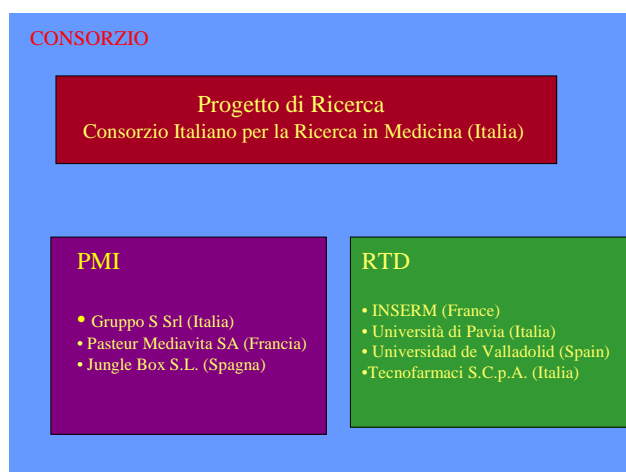 CONSORZIO
Progetto di Ricerca
Consorzio Italiano per la Ricerca in Medicina (Italia)
PMI
• Gruppo S Srl (Italia)
• Pasteur Mediavita SA (Francia)
• Jungle Box S.L. (Spagna)
RTD
• INSERM (France)
• Università di Pavia (Italia)
• Universidad de Valladolid (Spain)
•Tecnofarmaci S.C.p.A. (Italia)